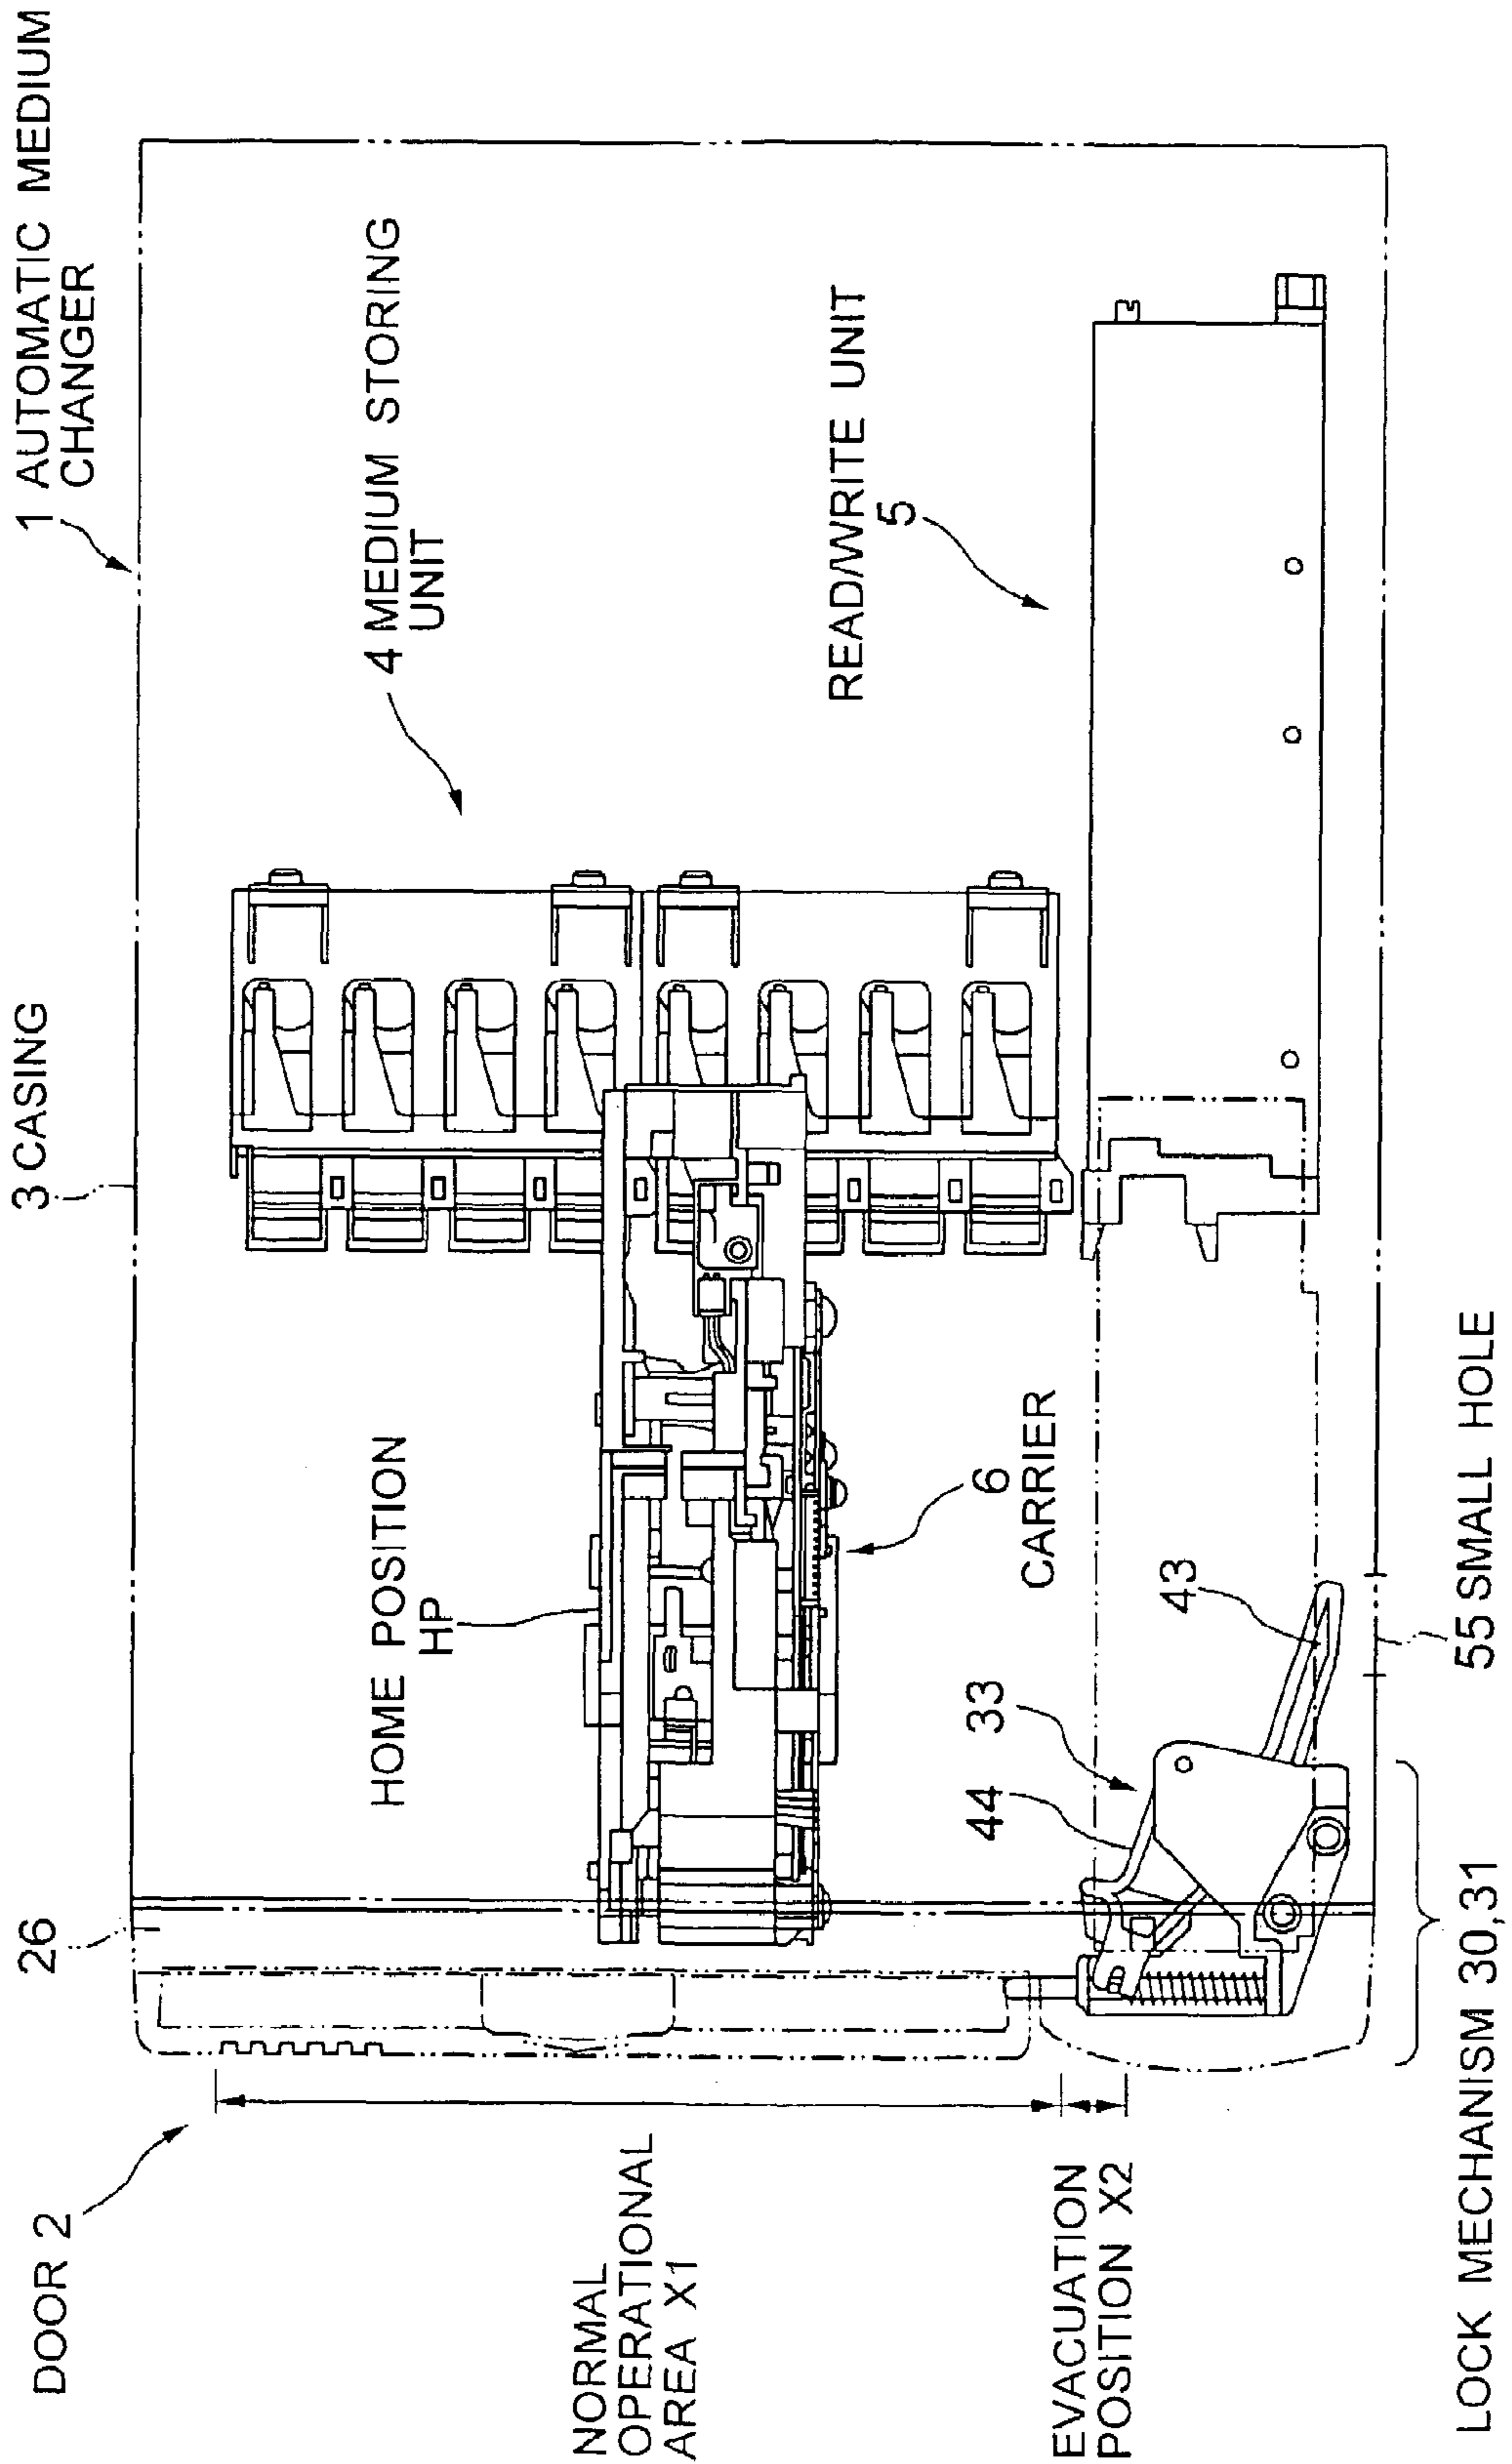 1 AUTOMATIC MEDIUM
CHANGER
3 CASING
4 MEDIUM STORING
UNIT
READ/WRITE UNIT
5
HOME POSITION
HP
26
6
CARRIER
DOOR 2
NORMAL
OPERATIONAL
AREA X1
EVACUATION
POSITION X2
44
33
43
55 SMALL HOLE
LOCK MECHANISM 30,31